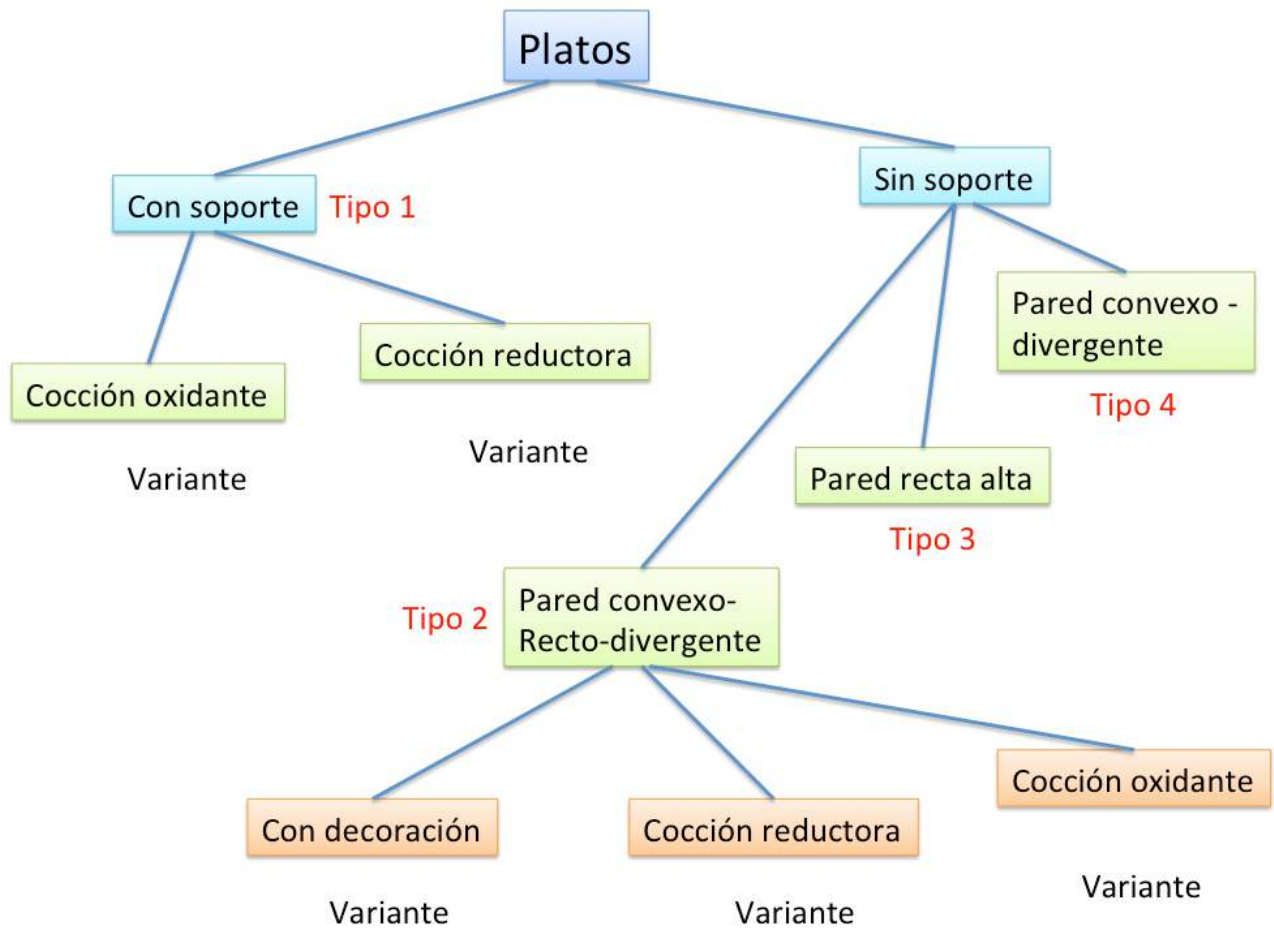 Platos
Sin soporte
Con soporte
Tipo 1
Pared convexo -
divergente
Cocción reductora
Cocción oxidante
Tipo 4
Variante
Variante
Pared recta alta
Tipo 3
Tipo 2
Pared convexo-
Recto-divergente
Cocción oxidante
Con decoración
Cocción reductora
Variante
Variante
Variante